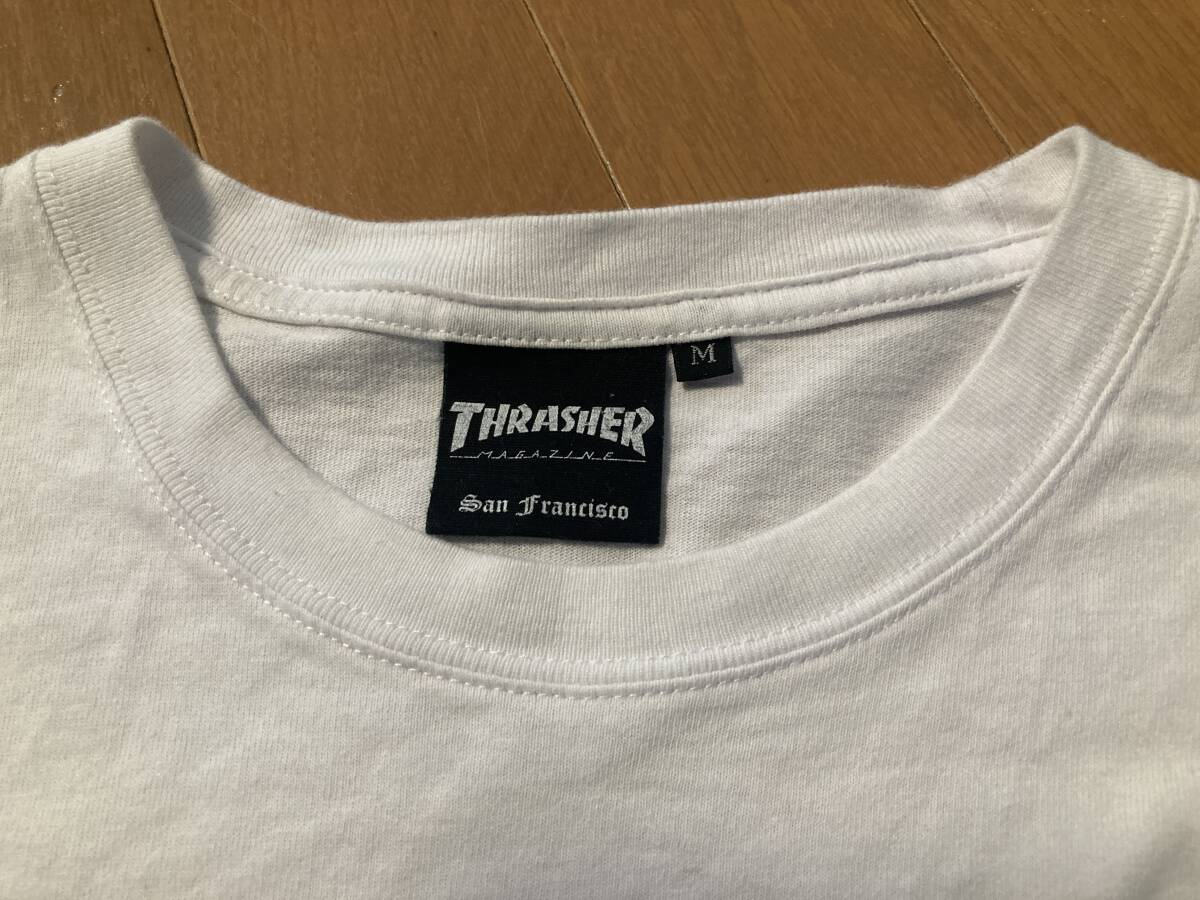 THRASHER
MAGAZINE
San Francisco
M